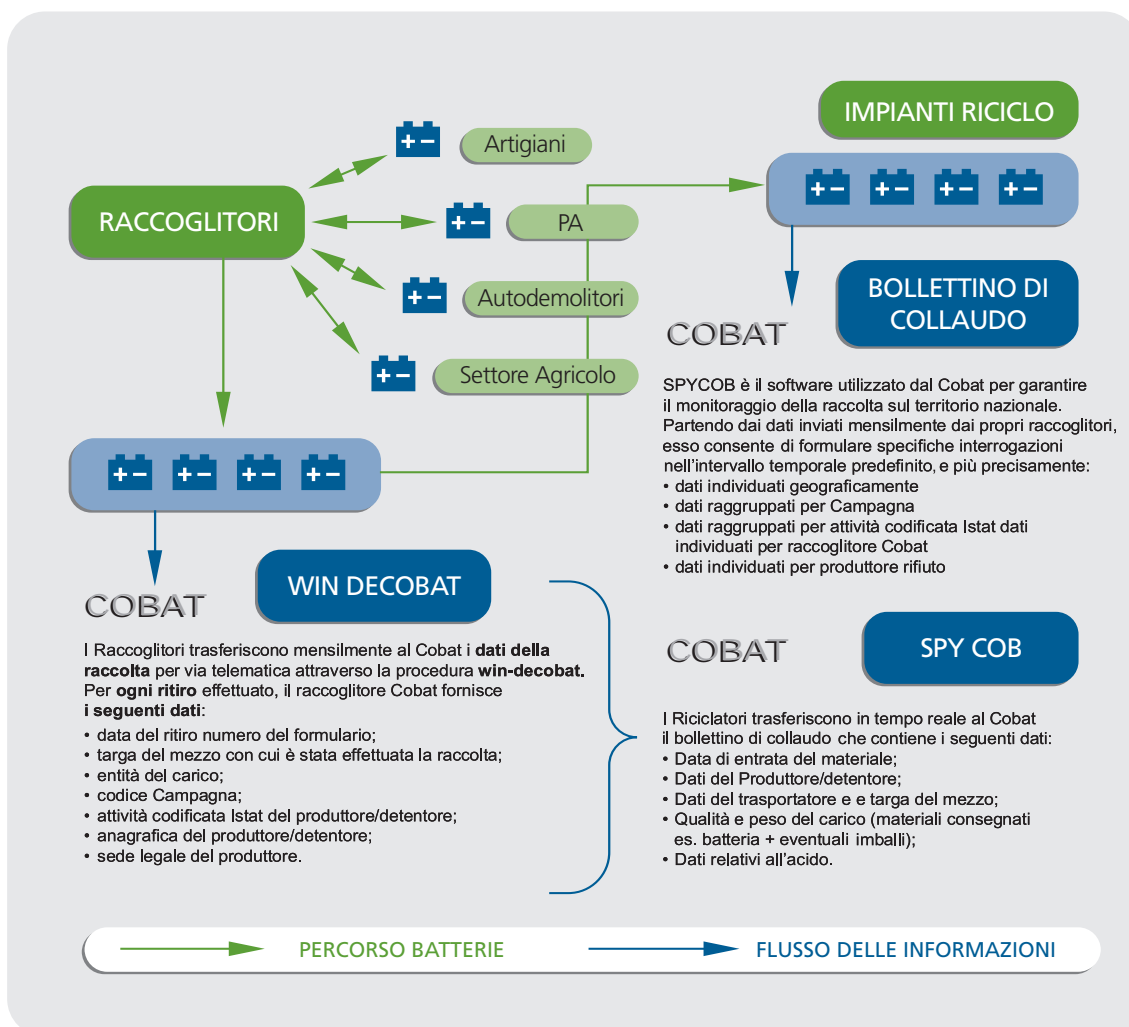 IMPIANTI RICICLO
Artigiani
RACCOGLITORI
PA
Autodemolitori
Settore Agricolo
BOLLETTINO DI
COLLAUDO
COBAT
SPYCOB è il software utilizzato dal Cobat per garantire
il monitoraggio della raccolta sul territorio nazionale.
Partendo dai dati inviati mensilmente dai propri raccoglitori,
esso consente di formulare specifiche interrogazioni
nell'intervallo temporale predefinito, e più precisamente:
• dati individuati geograficamente
• dati raggruppati per Campagna
• dati raggruppati per attività codificata Istat dati
individuati per raccoglitore Cobat
• dati individuati per produttore rifiuto
COBAT
WIN DECOBAT
I Raccoglitori trasferiscono mensilmente al Cobat i dati della
raccolta per via telematica attraverso la procedura win-decobat.
Per ogni ritiro effettuato, il raccoglitore Cobat fornisce
i seguenti dati:
• data del ritiro numero del formulario;
• targa del mezzo con cui è stata effettuata la raccolta;
• entità del carico;
• codice Campagna;
• attività codificata Istat del produttore/detentore;
• anagrafica del produttore/detentore;
• sede legale del produttore.
COBAT
SPY COB
I Riciclatori trasferiscono in tempo reale al Cobat
il bollettino di collaudo che contiene i seguenti dati:
• Data di entrata del materiale;
• Dati del Produttore/detentore;
• Dati del trasportatore e e targa del mezzo;
• Qualità e peso del carico (materiali consegnati
es. batteria + eventuali imballi);
• Dati relativi all'acido.
PERCORSO BATTERIE
FLUSSO DELLE INFORMAZIONI